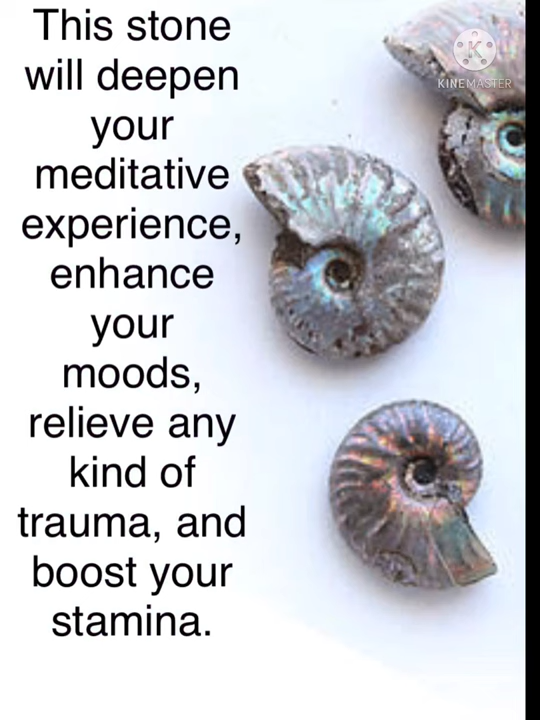 This stone
will deepen
your
meditative
experience,
enhance
your
moods,
relieve any
kind of
trauma, and
boost your
stamina.
K
KINEMASTER